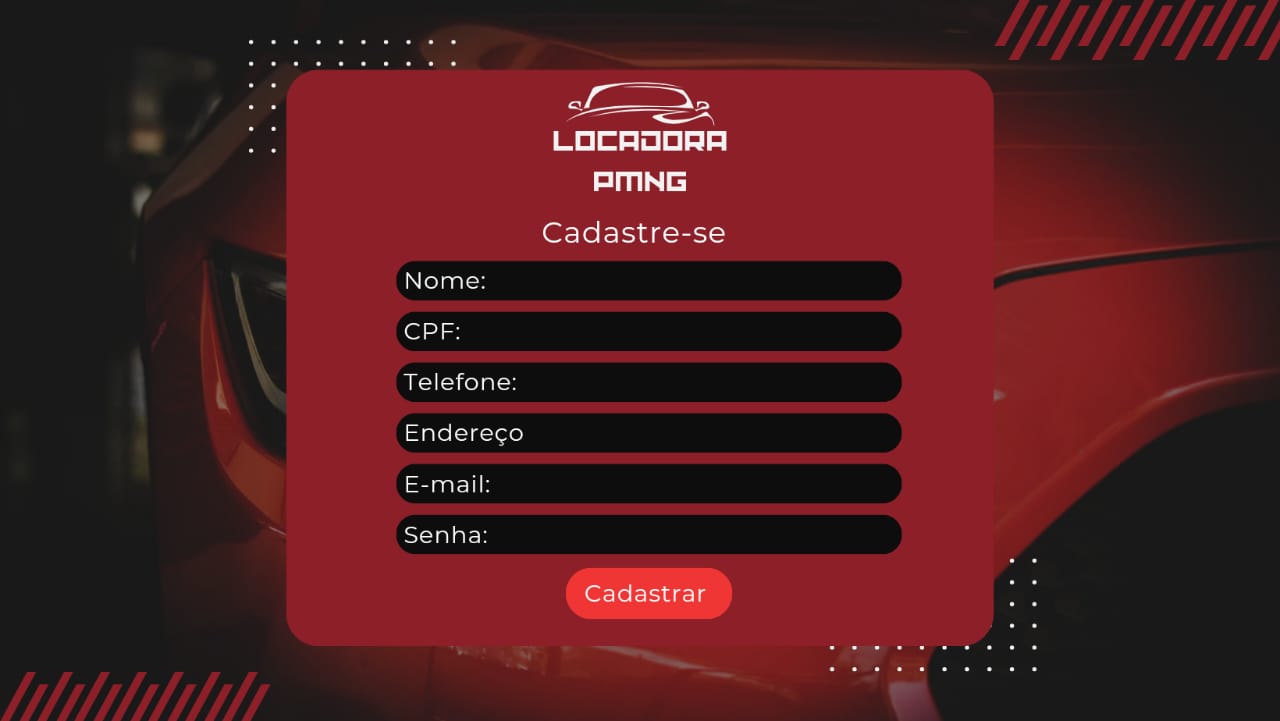 LOCADORA
PMNG
Cadastre-se
Nome:
CPF:
Telefone:
Endereço
E-mail:
Senha:
Cadastrar